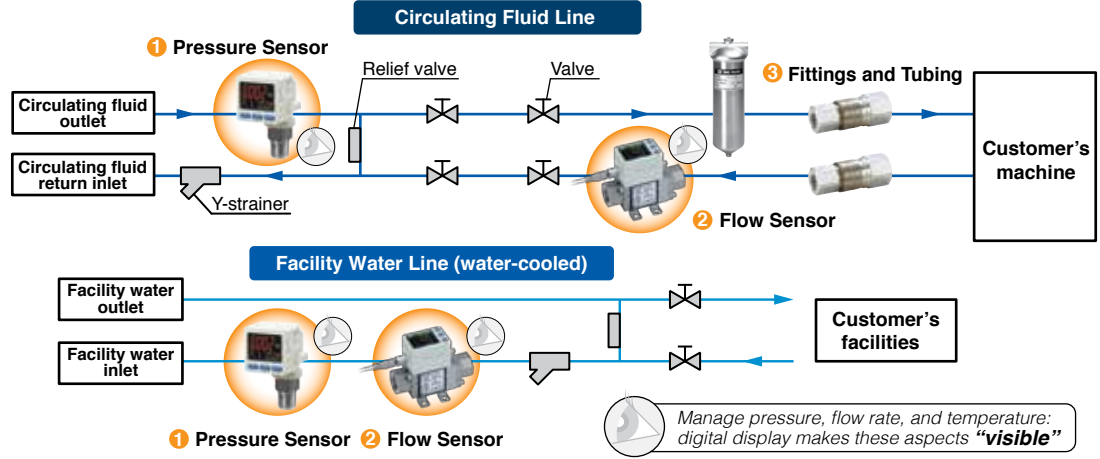 Circulating Fluid Line
1 Pressure Sensor
Relief valve
Valve
3 Fittings and Tubing
Circulating fluid
outlet
Circulating fluid
return inlet
Y-strainer
2 Flow Sensor
Customer's
machine
Facility Water Line (water-cooled)
Facility water
outlet
Facility water
inlet
Customer's
facilities
1 Pressure Sensor
2 Flow Sensor
Manage pressure, flow rate, and temperature:
digital display makes these aspects "visible"